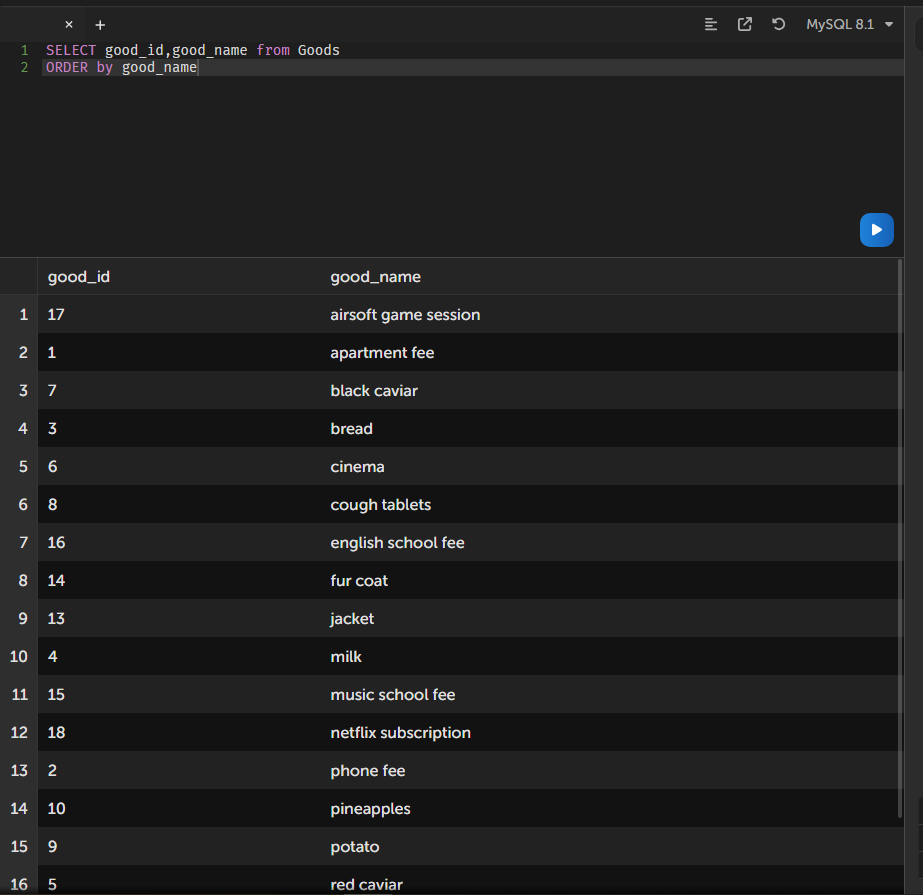 × +
MySQL 8.1
1 SELECT good_id,good_name from Goods
2 ORDER by good_name
good_id good_name
1 17 airsoft game session
2 1 apartment fee
3 7 black caviar
4 3 bread
5 6 cinema
6 8 cough tablets
7 16 english school fee
8 14 fur coat
9 13 jacket
10 4 milk
11 15 music school fee
12 18 netflix subscription
13 2 phone fee
14 10 pineapples
15 9 potato
16 5 red caviar